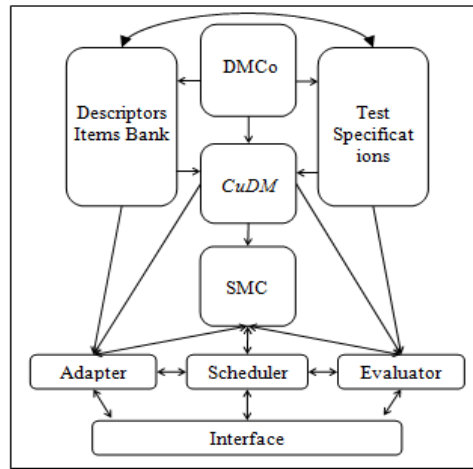 DMCo
Descriptors
Items Bank
Test
Specificat
ions
CuDM
SMC
Adapter
Scheduler
Evaluator
Interface